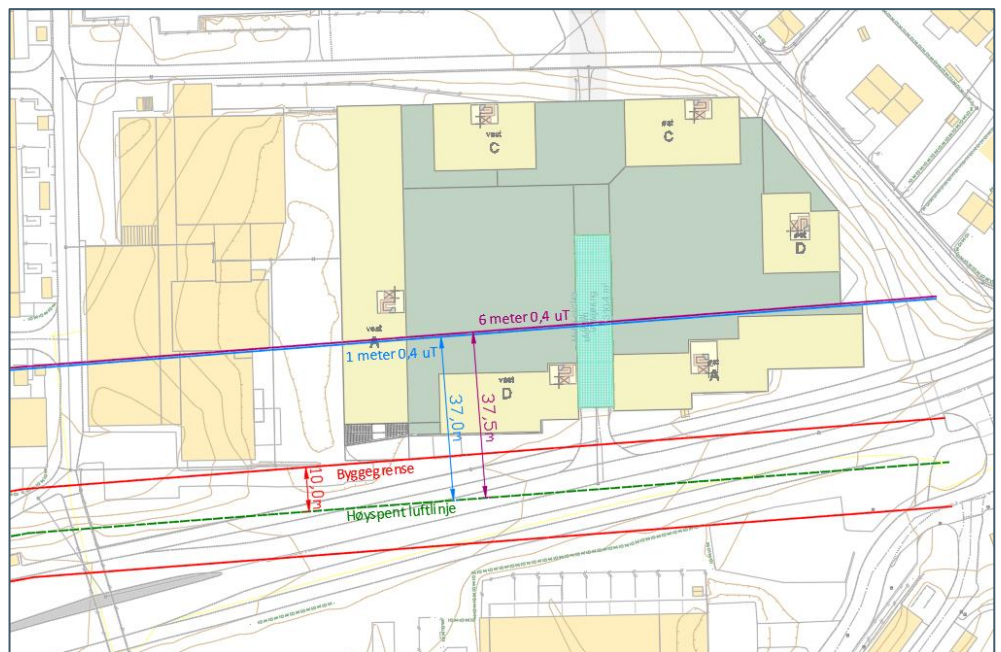 vest
C
øst
C
øst
D
6 meter 0,4 uT
vest
A
1 meter 0,4 uT
øst
A
vest
D
37,0m
37,5m
Byggegrense
10,0m
Høyspent luftlinje